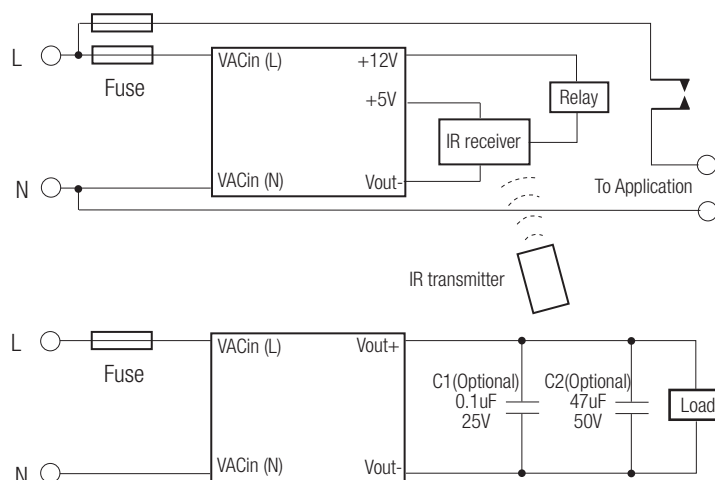 L
Fuse
VACin (L)
+12V
+5V
Relay
IR receiver
N
VACin (N)
Vout-
To Application
IR transmitter
L
Fuse
VACin (L)
Vout+
C1(Optional)
0.1uF
25V
C2(Optional)
47uF
50V
Load
N
VACin (N)
Vout-